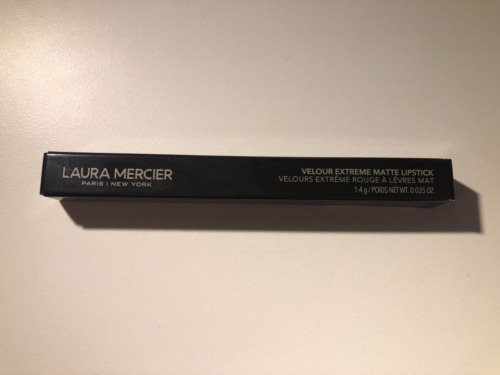 LAURA MERCIER
PARIS | NEW YORK
VELOUR EXTREME MATTE LIPSTICK
VELOURS EXTRÊME ROUGE À LÈVRES MAT
1.4 g / POIDS NET WT. 0.035 OZ.